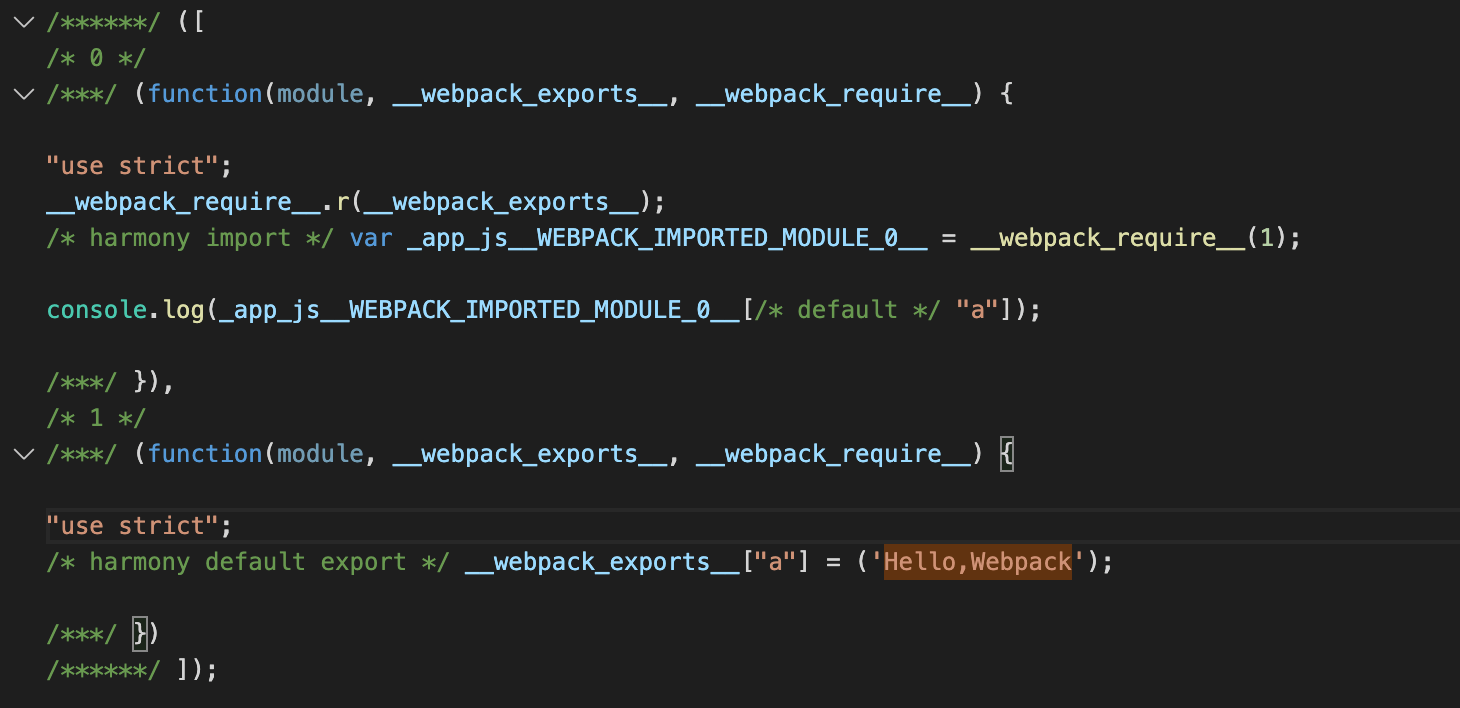 /******/ ([
/* 0 */
/***/ (function(module, __webpack_exports__, __webpack_require__) {
"use strict";
__webpack_require__.r(__webpack_exports__);
/* harmony import */ var _app_js__WEBPACK_IMPORTED_MODULE_0__ = __webpack_require__(1);
console.log(_app_js__WEBPACK_IMPORTED_MODULE_0__[/* default */ "a"]);
/***/ }),
/* 1 */
/***/ (function(module, __webpack_exports__, __webpack_require__) {
"use strict";
/* harmony default export */ __webpack_exports__["a"] = ('Hello,Webpack');
/***/ })
/******/ ]);